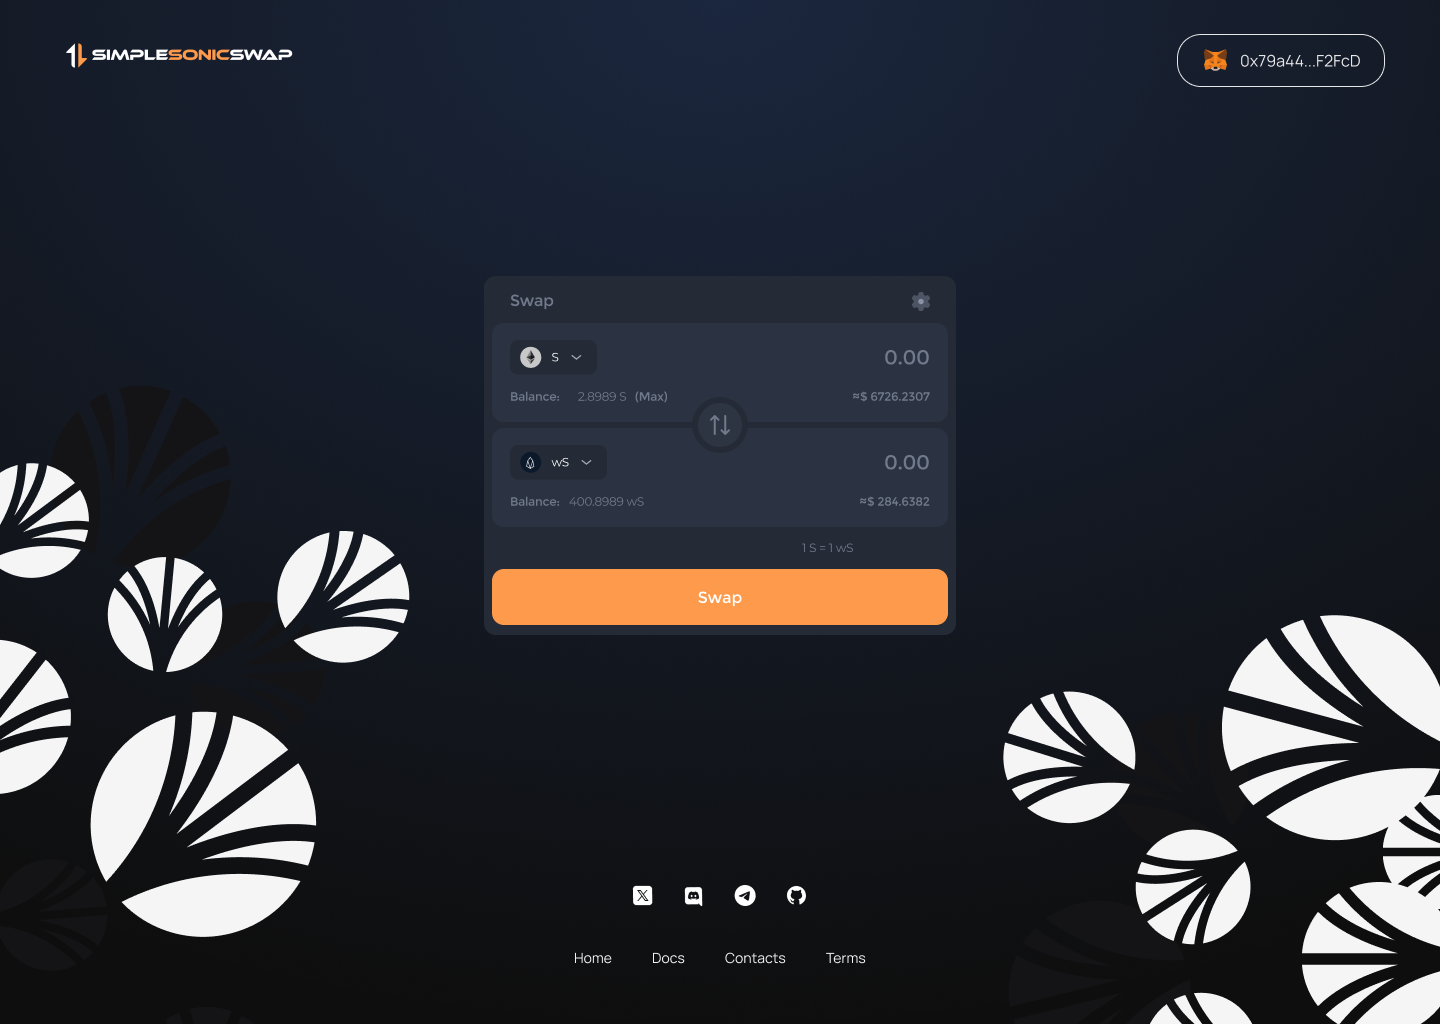 SIMPLESONICSWAP
0x79a44...F2FcD
Swap
S
0.00
Balance: 2.8989 S (Max)
≈$ 6726.2307
wS
0.00
Balance: 400.8989 wS
≈$ 284.6382
1 S = 1 wS
Swap
Home Docs Contacts Terms